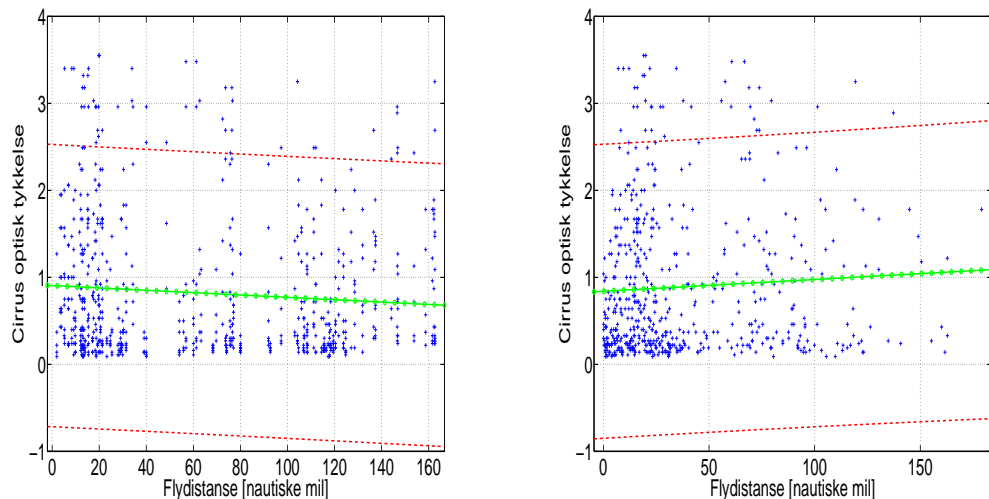 4
3
2
1
0
−1
Cirrus optisk tykkelse
0 20 40 60 80 100 120 140 160
Flydistanse [nautiske mil]
4
3
2
1
0
−1
Cirrus optisk tykkelse
0 50 100 150
Flydistanse [nautiske mil]